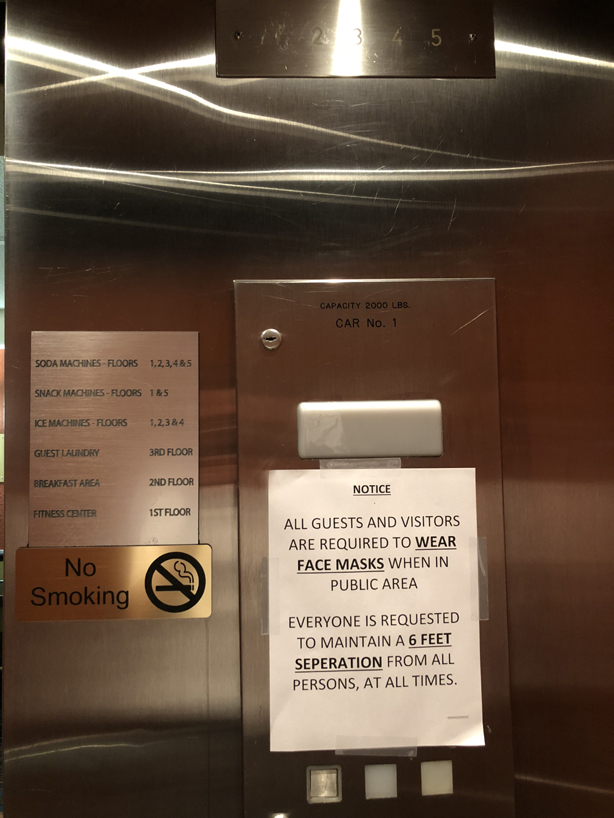 2 3 4 5
CAPACITY 2000 LBS.
CAR No. 1
SODA MACHINES - FLOORS 1,2,3,4 & 5
SNACK MACHINES - FLOORS 1 & 5
ICE MACHINES - FLOORS 1,2,3 & 4
GUEST LAUNDRY 3RD FLOOR
BREAKFAST AREA 2ND FLOOR
FITNESS CENTER 1ST FLOOR
No
Smoking
NOTICE
ALL GUESTS AND VISITORS
ARE REQUIRED TO WEAR
FACE MASKS WHEN IN
PUBLIC AREA
EVERYONE IS REQUESTED
TO MAINTAIN A 6 FEET
SEPERATION FROM ALL
PERSONS, AT ALL TIMES.